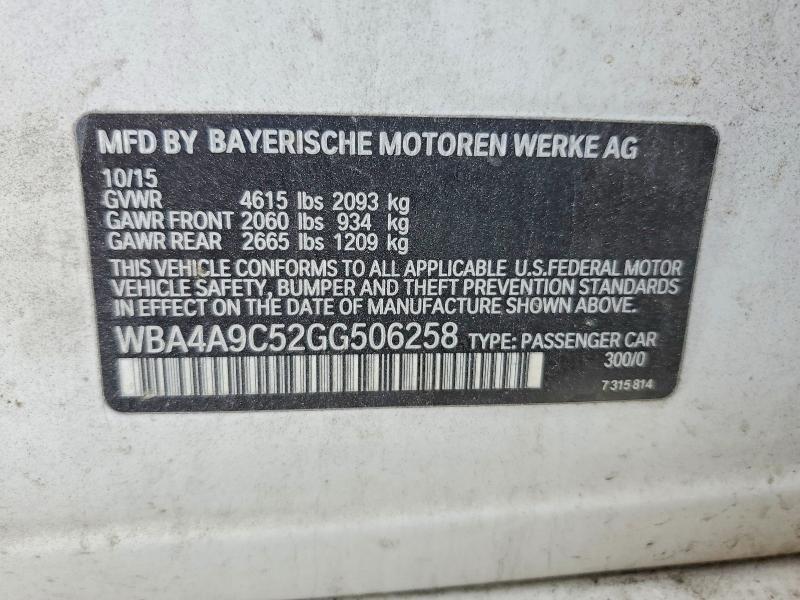 MFD BY BAYERISCHE MOTOREN WERKE AG
10/15
GVWR 4615 lbs 2093 kg
GAWR FRONT 2060 lbs 934 kg
GAWR REAR 2665 lbs 1209 kg
THIS VEHICLE CONFORMS TO ALL APPLICABLE U.S.FEDERAL MOTOR
VEHICLE SAFETY, BUMPER AND THEFT PREVENTION STANDARDS
IN EFFECT ON THE DATE OF MANUFACTURE SHOWN ABOVE.
WBA4A9C52GG506258 TYPE: PASSENGER CAR
300/0
7 315 814